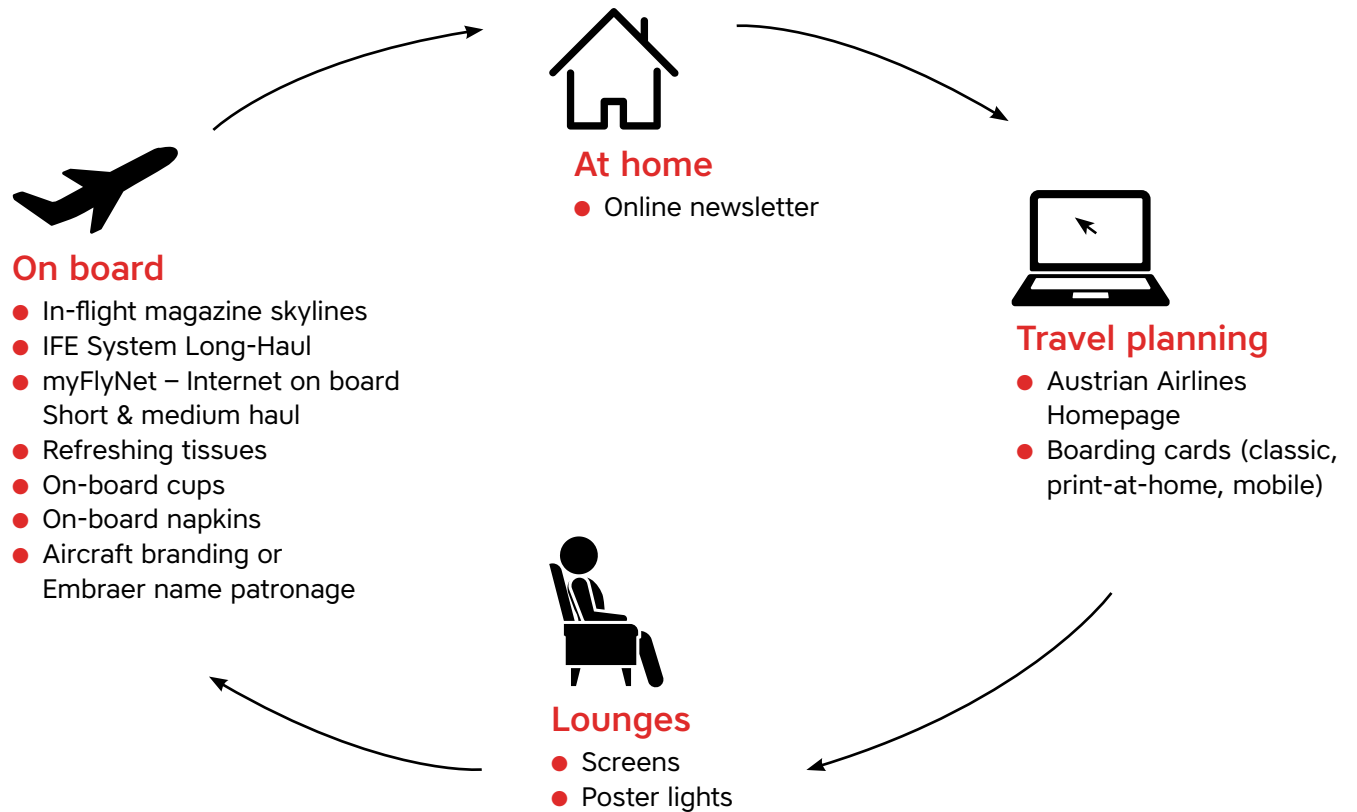 At home
Online newsletter
On board
In-flight magazine skylines
IFE System Long-Haul
myFlyNet – Internet on board
Short & medium haul
Refreshing tissues
On-board cups
On-board napkins
Aircraft branding or
Embraer name patronage
Travel planning
Austrian Airlines
Homepage
Boarding cards (classic,
print-at-home, mobile)
Lounges
Screens
Poster lights